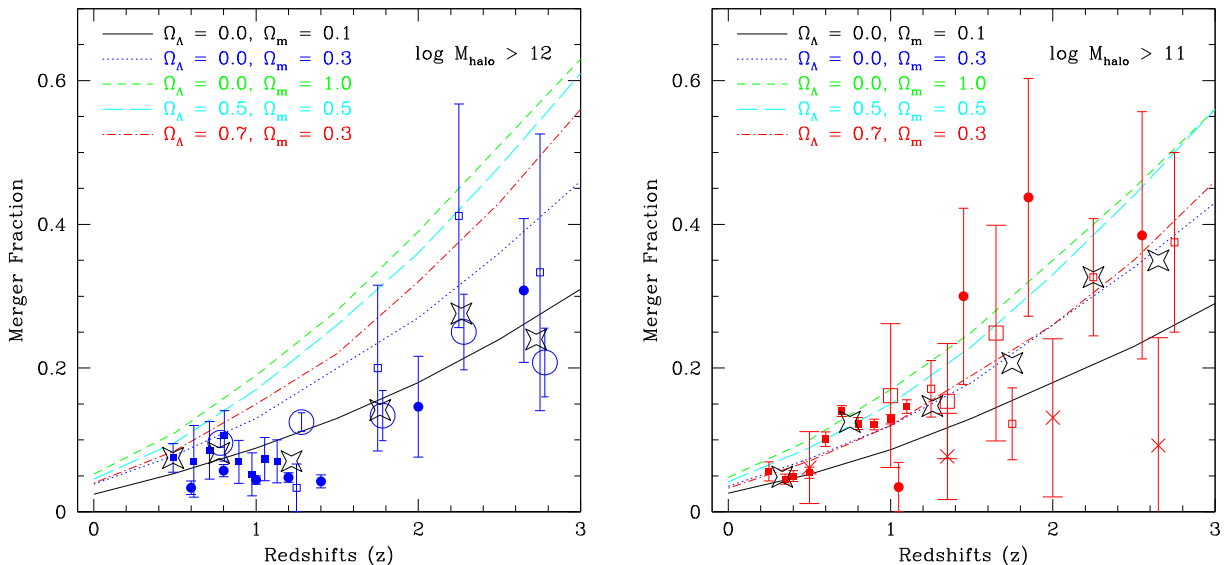 Ω_Λ = 0.0, Ω_m = 0.1
Ω_Λ = 0.0, Ω_m = 0.3
Ω_Λ = 0.0, Ω_m = 1.0
Ω_Λ = 0.5, Ω_m = 0.5
Ω_Λ = 0.7, Ω_m = 0.3
log M_halo > 12
Merger Fraction
0.6
0.4
0.2
0
0 1 2 3
Redshifts (z)
Ω_Λ = 0.0, Ω_m = 0.1
Ω_Λ = 0.0, Ω_m = 0.3
Ω_Λ = 0.0, Ω_m = 1.0
Ω_Λ = 0.5, Ω_m = 0.5
Ω_Λ = 0.7, Ω_m = 0.3
log M_halo > 11
Merger Fraction
0.6
0.4
0.2
0
0 1 2 3
Redshifts (z)